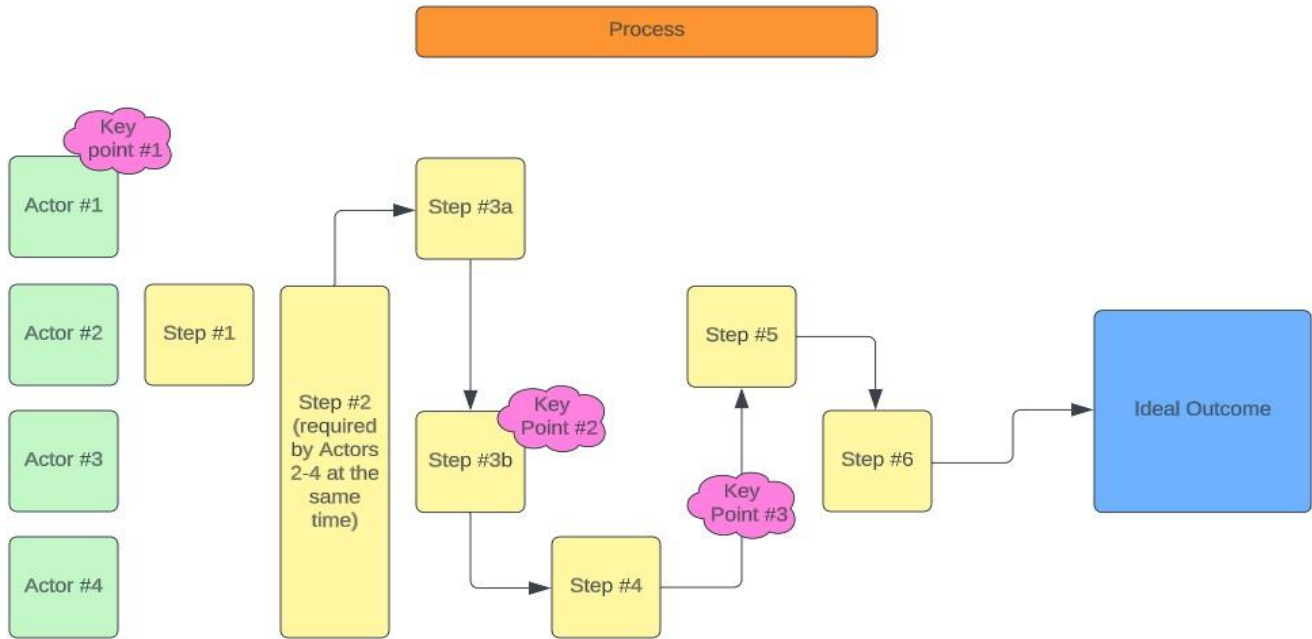 Process
Key
point #1
Actor #1
Step #3a
Actor #2
Step #1
Step #5
Step #2
(required
by Actors
2-4 at the
same
time)
Key
Point #2
Ideal Outcome
Actor #3
Step #3b
Step #6
Key
Point #3
Actor #4
Step #4